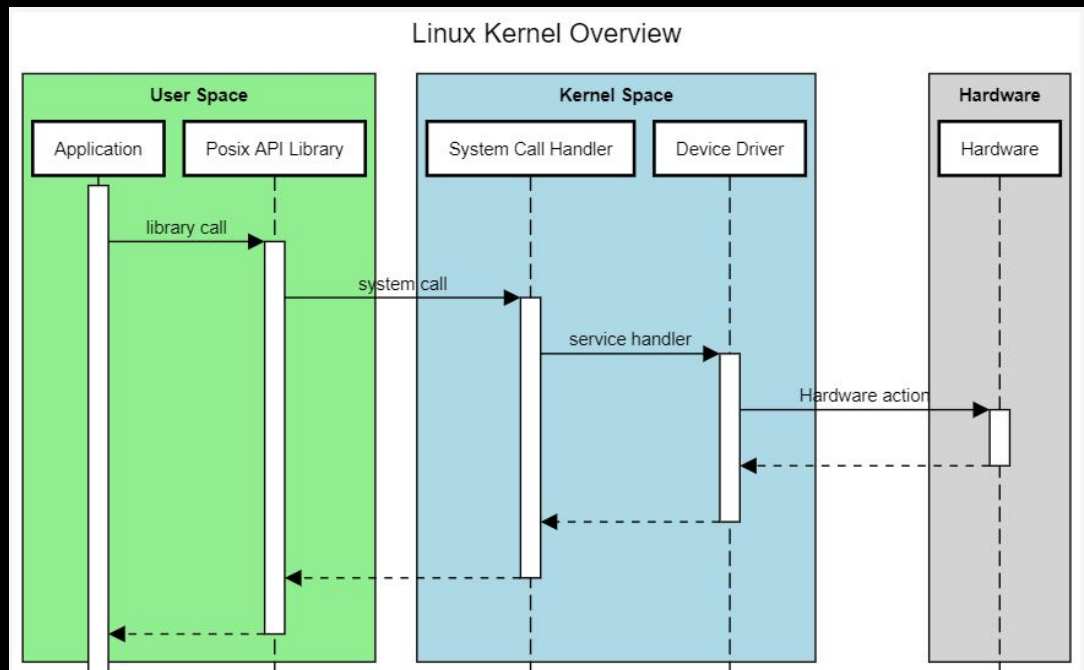 Linux Kernel Overview
User Space
Kernel Space
Hardware
Application
Posix API Library
System Call Handler
Device Driver
Hardware
library call
system call
service handler
Hardware action